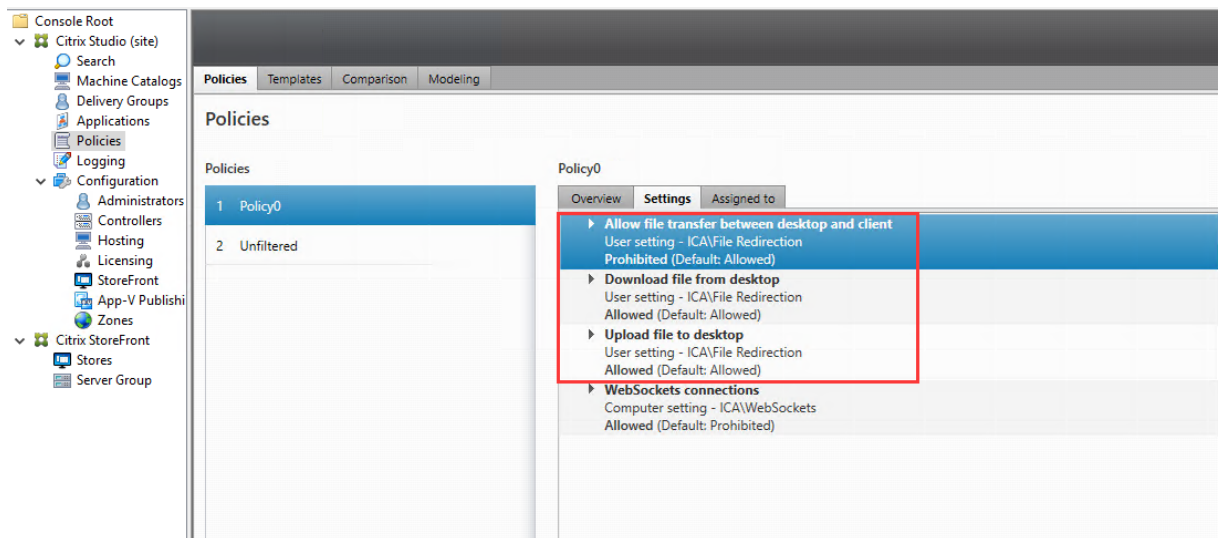 Console Root
Citrix Studio (site)
Search
Machine Catalogs
Delivery Groups
Applications
Policies
Logging
Configuration
Administrators
Controllers
Hosting
Licensing
StoreFront
App-V Publishi
Zones
Citrix StoreFront
Stores
Server Group
Policies Templates Comparison Modeling
Policies
Policies
1 Policy0
2 Unfiltered
Policy0
Overview Settings Assigned to
Allow file transfer between desktop and client
User setting - ICA\File Redirection
Prohibited (Default: Allowed)
Download file from desktop
User setting - ICA\File Redirection
Allowed (Default: Allowed)
Upload file to desktop
User setting - ICA\File Redirection
Allowed (Default: Allowed)
WebSockets connections
Computer setting - ICA\WebSockets
Allowed (Default: Prohibited)